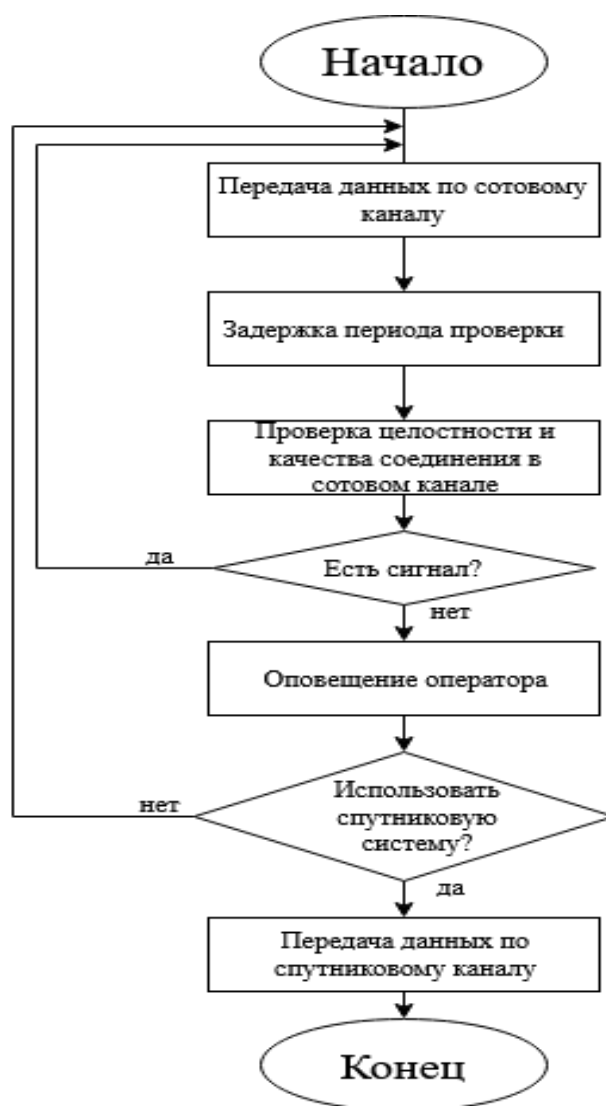 Начало
Передача данных по сотовому
каналу
Задержка периода проверки
Проверка целостности и
качества соединения в
сотовом канале
да
Есть сигнал?
нет
Оповещение оператора
нет
Использовать
спутниковую
систему?
да
Передача данных по
спутниковому каналу
Конец